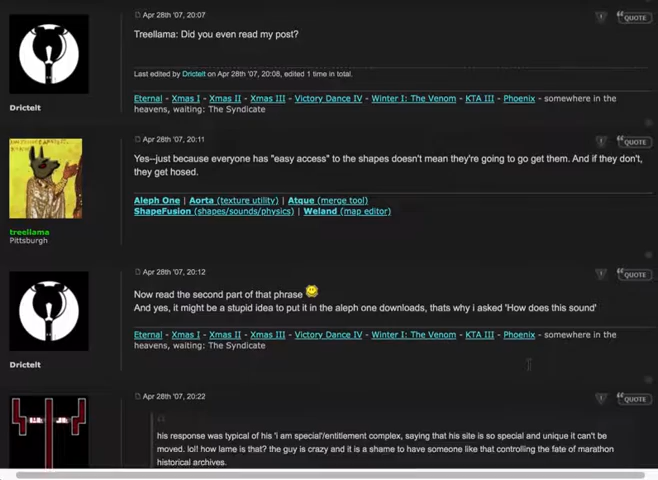 Apr 28th '07, 20:07
QUOTE
Treellama: Did you even read my post?
Last edited by Drictelt on Apr 28th '07, 20:08, edited 1 time in total.
Eternal - Xmas I - Xmas II - Xmas III - Victory Dance IV - Winter I: The Venom - KTA III - Phoenix - somewhere in the
heavens, waiting: The Syndicate
Drictelt
Apr 28th '07, 20:11
QUOTE
Yes--just because everyone has "easy access" to the shapes doesn't mean they're going to go get them. And if they don't,
they get hosed.
Aleph One | Aorta (texture utility) | Atque (merge tool)
ShapeFusion (shapes/sounds/physics) | Weland (map editor)
treellama
Pittsburgh
Apr 28th '07, 20:12
QUOTE
Now read the second part of that phrase
And yes, it might be a stupid idea to put it in the aleph one downloads, thats why i asked 'How does this sound'
Eternal - Xmas I - Xmas II - Xmas III - Victory Dance IV - Winter I: The Venom - KTA III - Phoenix - somewhere in the
heavens, waiting: The Syndicate
Drictelt
Apr 28th '07, 20:22
QUOTE
his response was typical of his 'i am special'/entitlement complex, saying that his site is so special and unique it can't be
moved. lol! how lame is that? the guy is crazy and it is a shame to have someone like that controlling the fate of marathon
historical archives.